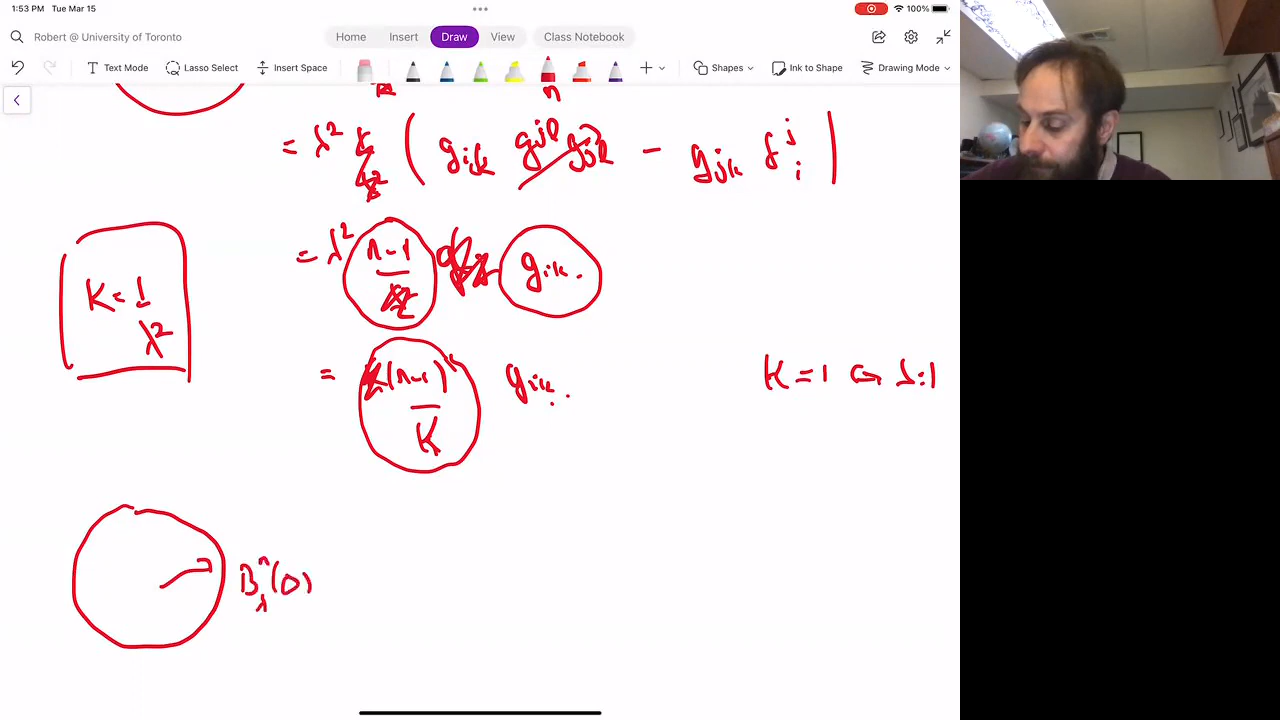 1:53 PM Tue Mar 15
100%
Robert @ University of Toronto
Home Insert Draw View Class Notebook
Text Mode Lasso Select Insert Space Shapes Ink to Shape Drawing Mode
n
= λ² ( g_ik g^jl g_jl − g_jk δ^j_i )
= λ² n−1 g_ik .
K = 1/λ²
= (n−1) / K g_ik .
K = 1 λ = 1
B^n_λ(0)